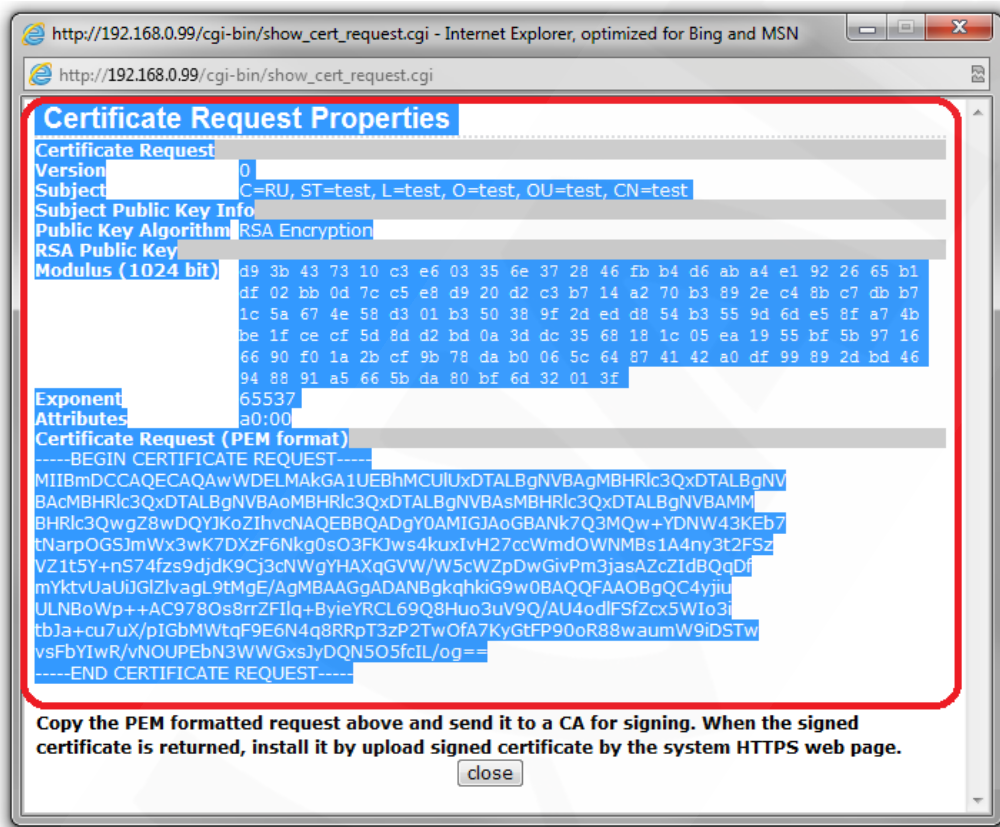 http://192.168.0.99/cgi-bin/show_cert_request.cgi - Internet Explorer, optimized for Bing and MSN
http://192.168.0.99/cgi-bin/show_cert_request.cgi
Certificate Request Properties
Certificate Request
Version 0
Subject C=RU, ST=test, L=test, O=test, OU=test, CN=test
Subject Public Key Info
Public Key Algorithm RSA Encryption
RSA Public Key
Modulus (1024 bit) d9 3b 43 73 10 c3 e6 03 35 6e 37 28 46 fb b4 d6 ab a4 e1 92 26 65 b1
df 02 bb 0d 7c c5 e8 d9 20 d2 c3 b7 14 a2 70 b3 89 2e c4 8b c7 db b7
1c 5a 67 4e 58 d3 01 b3 50 38 9f 2d ed d8 54 b3 55 9d 6d e5 8f a7 4b
be 1f ce cf 5d 8d d2 bd 0a 3d dc 35 68 18 1c 05 ea 19 55 bf 5b 97 16
66 90 f0 1a 2b cf 9b 78 da b0 06 5c 64 87 41 42 a0 df 99 89 2d bd 46
94 88 91 a5 66 5b da 80 bf 6d 32 01 3f
Exponent 65537
Attributes a0:00
Certificate Request (PEM format)
-----BEGIN CERTIFICATE REQUEST-----
MIIBmDCCAQECAQAwWDELMAkGA1UEBhMCUlUxDTALBgNVBAgMBHRlc3QxDTALBgNV
BAcMBHRlc3QxDTALBgNVBAoMBHRlc3QxDTALBgNVBAsMBHRlc3QxDTALBgNVBAMM
BHRlc3QwgZ8wDQYJKoZIhvcNAQEBBQADgY0AMIGJAoGBANk7Q3MQw+YDNW43KEb7
tNarpOGSJmWx3wK7DXzF6Nkg0sO3FKJws4kuxIvH27ccWmdOWNMBs1A4ny3t2FSz
VZ1t5Y+nS74fzs9djdK9Cj3cNWgYHAXqGVW/W5cWZpDwGivPm3jasAZcZIdBQqDf
mYktvUaUiJGlZlvagL9tMgE/AgMBAAGgADANBgkqhkiG9w0BAQFAAOBgQC4yjiu
ULNBoWp++AC978Os8rrZFIlq+ByieYRCL69Q8Huo3uV9Q/AU4odlFSfZcx5WIo3i
tbJa+cu7uX/pIGbMWtqF9E6N4q8RRpT3zP2TwOfA7KyGtFP90oR88waumW9iDSTw
vsFbYIwR/vNOUPEbN3WWGxsJyDQN5O5fcIL/og==
-----END CERTIFICATE REQUEST-----
Copy the PEM formatted request above and send it to a CA for signing. When the signed
certificate is returned, install it by upload signed certificate by the system HTTPS web page.
close